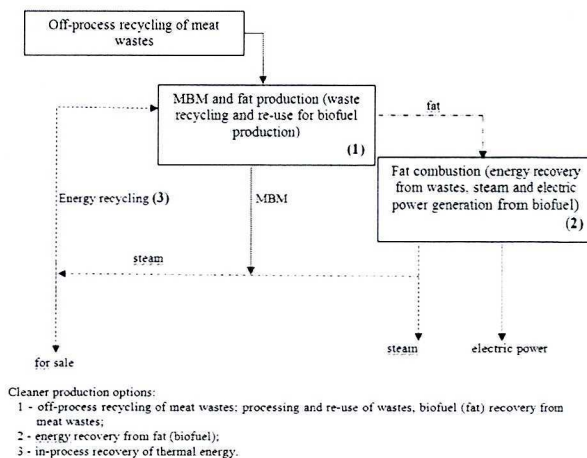 Off-process recycling of meat
wastes
MBM and fat production (waste
recycling and re-use for biofuel
production)
(1)
fat
Fat combustion (energy recovery
from wastes, steam and electric
power generation from biofuel)
(2)
Energy recycling (3)
MBM
steam
for sale
steam
electric power
Cleaner production options:
1 - off-process recycling of meat wastes; processing and re-use of wastes, biofuel (fat) recovery from
meat wastes;
2 - energy recovery from fat (biofuel);
3 - in-process recovery of thermal energy.